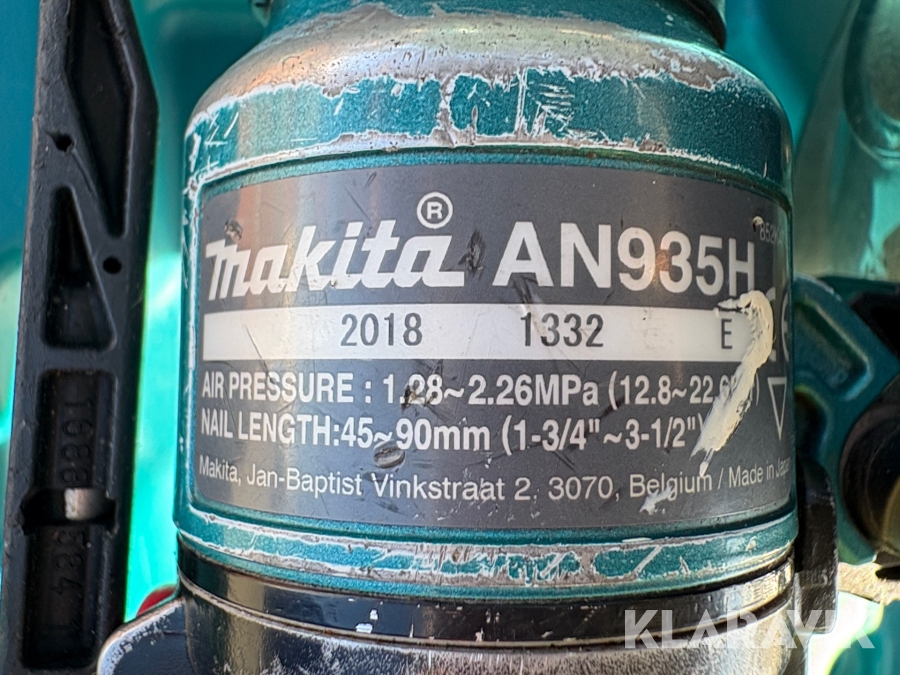 ®
makita AN935H
2018 1332 E
AIR PRESSURE : 1.28~2.26MPa
NAIL LENGTH:45~90mm (1-3/4"~3-1/2")
Makita, Jan-Baptist Vinkstraat 2, 3070, Belgium / Made in
KLARAVIK